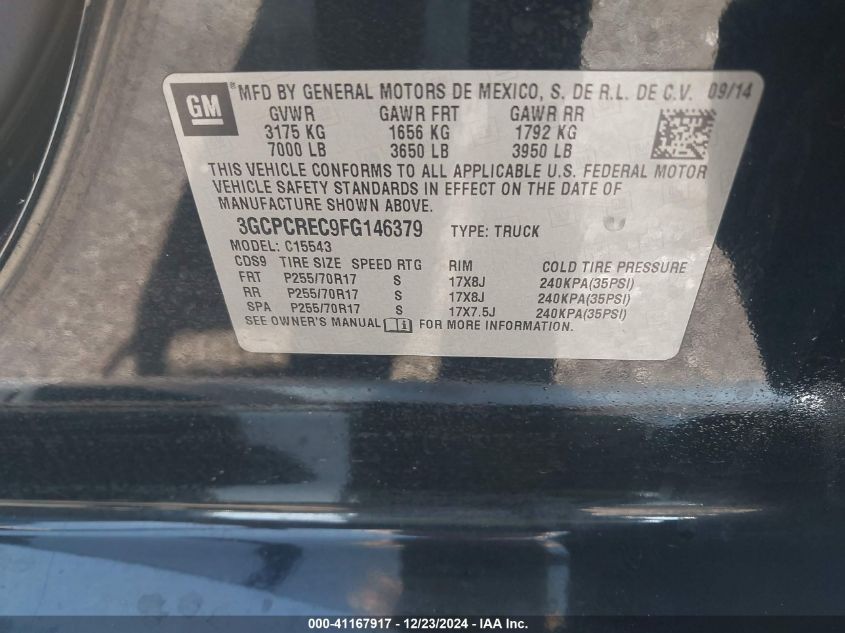 GM
® MFD BY GENERAL MOTORS DE MEXICO, S. DE R.L. DE C.V. 09/14
GVWR GAWR FRT GAWR RR
3175 KG 1656 KG 1792 KG
7000 LB 3650 LB 3950 LB
THIS VEHICLE CONFORMS TO ALL APPLICABLE U.S. FEDERAL MOTOR
VEHICLE SAFETY STANDARDS IN EFFECT ON THE DATE OF
MANUFACTURE SHOWN ABOVE.
3GCPCREC9FG146379 TYPE: TRUCK
MODEL: C15543
CDS9 TIRE SIZE SPEED RTG RIM COLD TIRE PRESSURE
FRT P255/70R17 S 17X8J 240KPA(35PSI)
RR P255/70R17 S 17X8J 240KPA(35PSI)
SPA P255/70R17 S 17X7.5J 240KPA(35PSI)
SEE OWNER'S MANUAL FOR MORE INFORMATION.
000-41167917 - 12/23/2024 - IAA Inc.